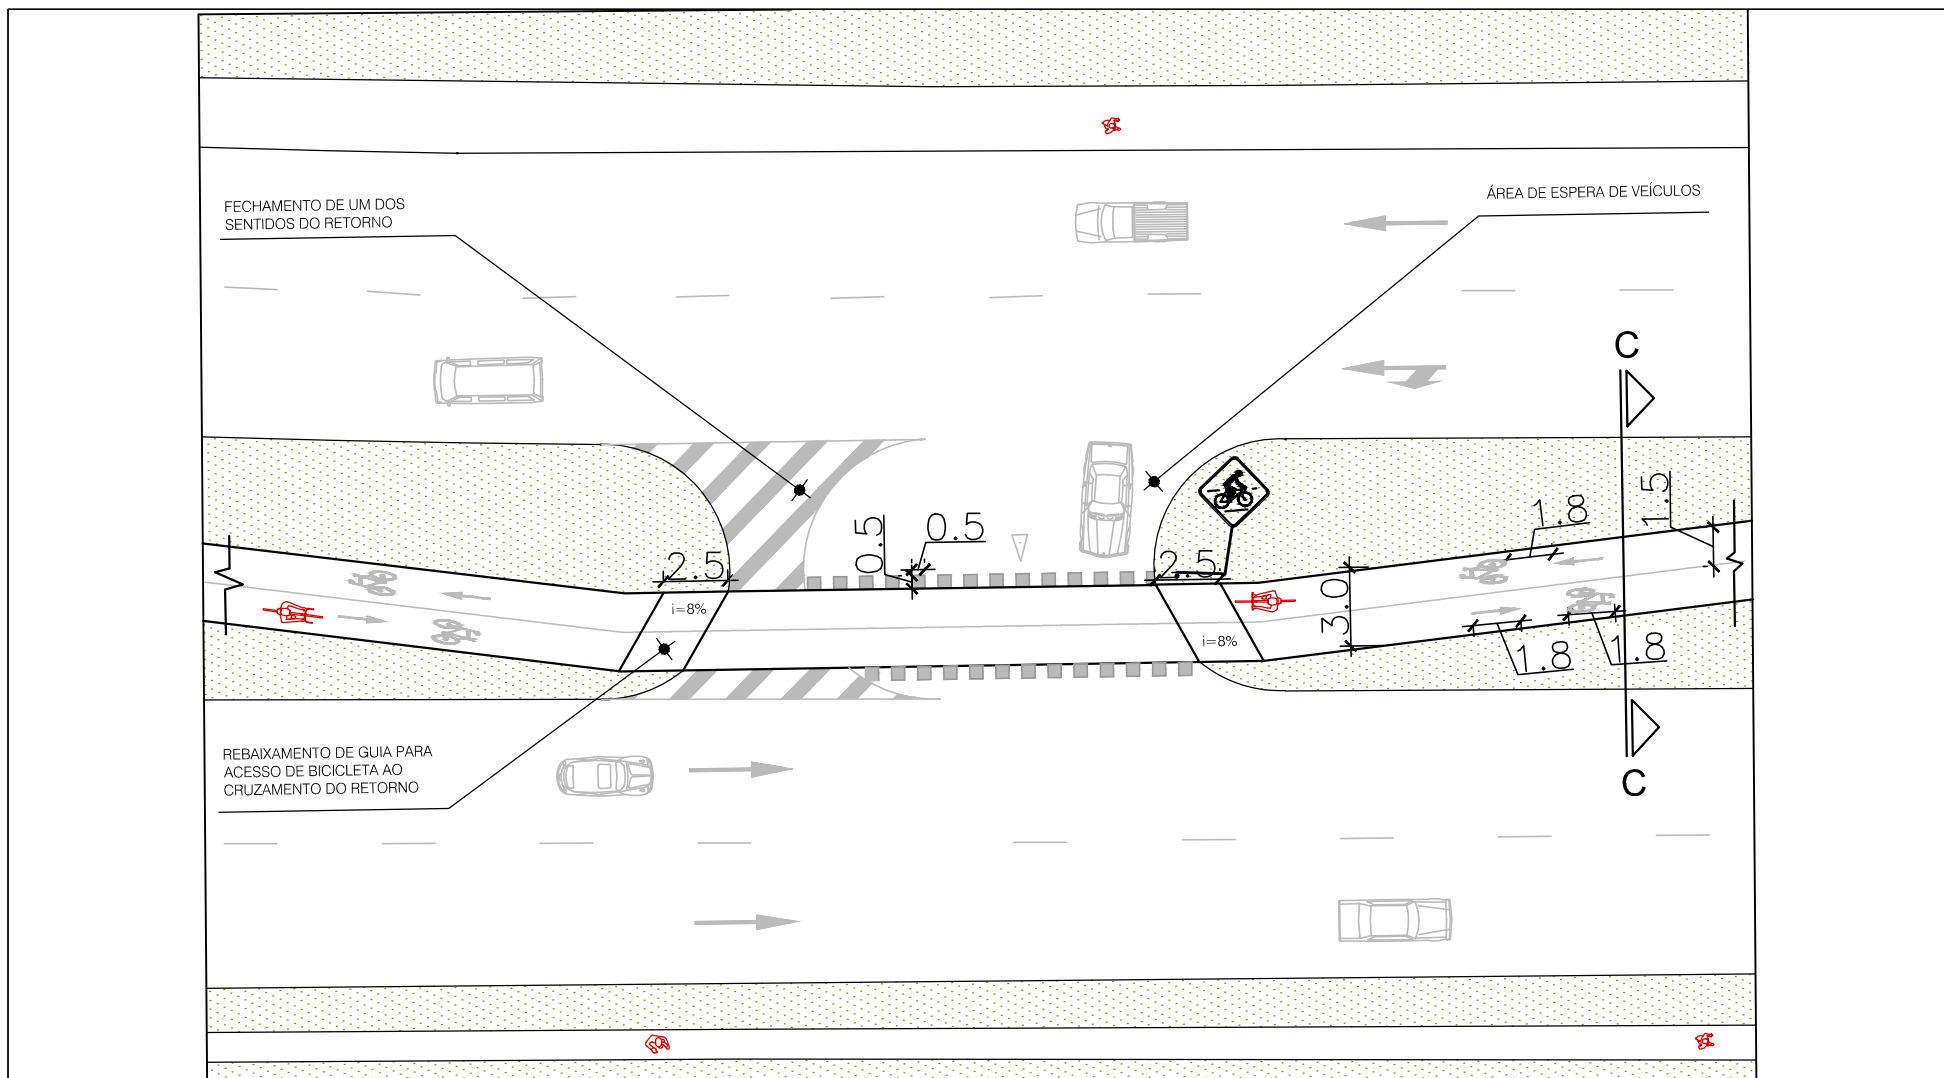 FECHAMENTO DE UM DOS
SENTIDOS DO RETORNO
ÁREA DE ESPERA DE VEÍCULOS
C
1.8
1.5
0.5
0.5
2.5
2.5
i=8%
i=8%
3.0
1.8
1.8
C
REBAIXAMENTO DE GUIA PARA
ACESSO DE BICICLETA AO
CRUZAMENTO DO RETORNO